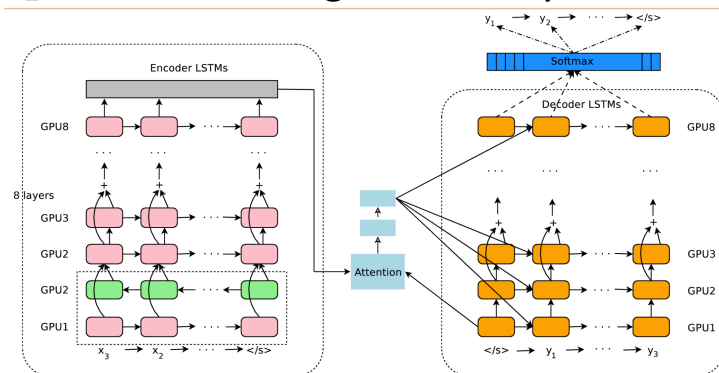 y1 y2 ... </s>
Softmax
Encoder LSTMs
Decoder LSTMs
GPU8
GPU8
...
...
...
...
...
+ + +
+ +
8 layers
GPU3
GPU3
GPU2
GPU2
Attention
GPU2
GPU1
GPU1
x3 x2 ... </s>
</s> y1 ... y3